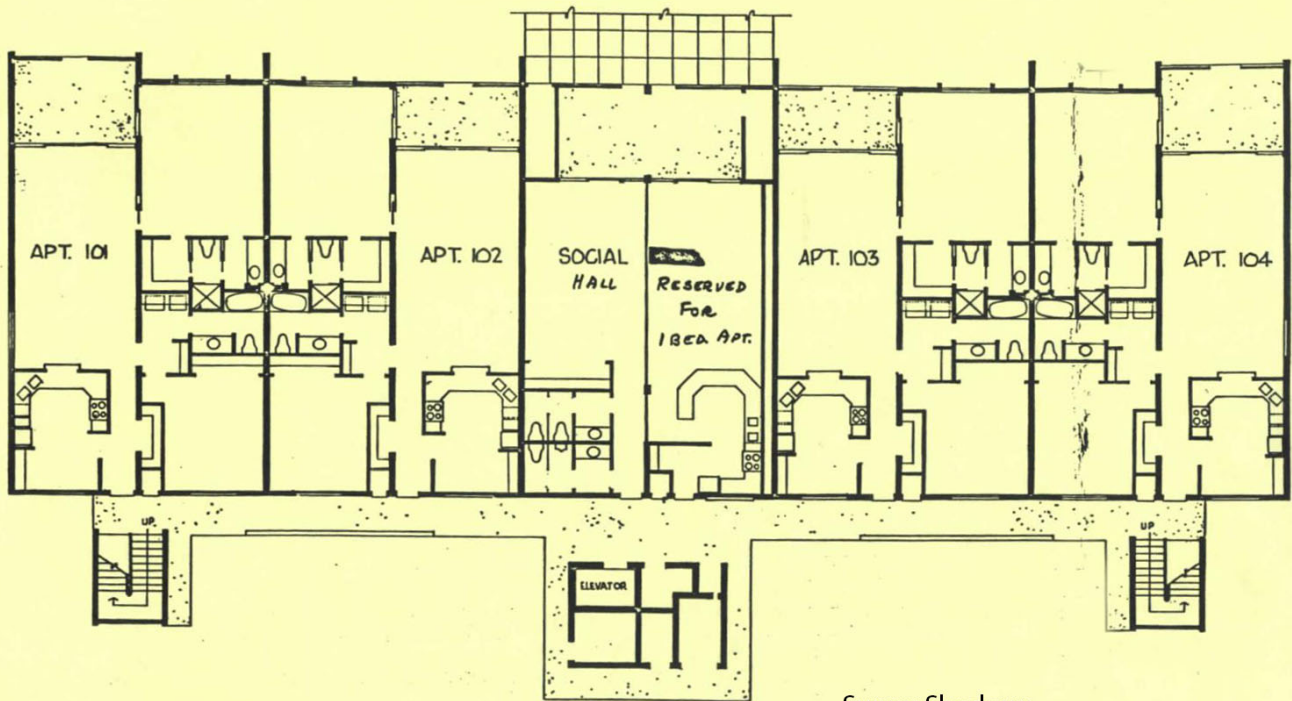 APT. 101
APT. 102
SOCIAL
HALL
RESERVED
FOR
1 BED APT.
APT. 103
APT. 104
UP
ELEVATOR
UP